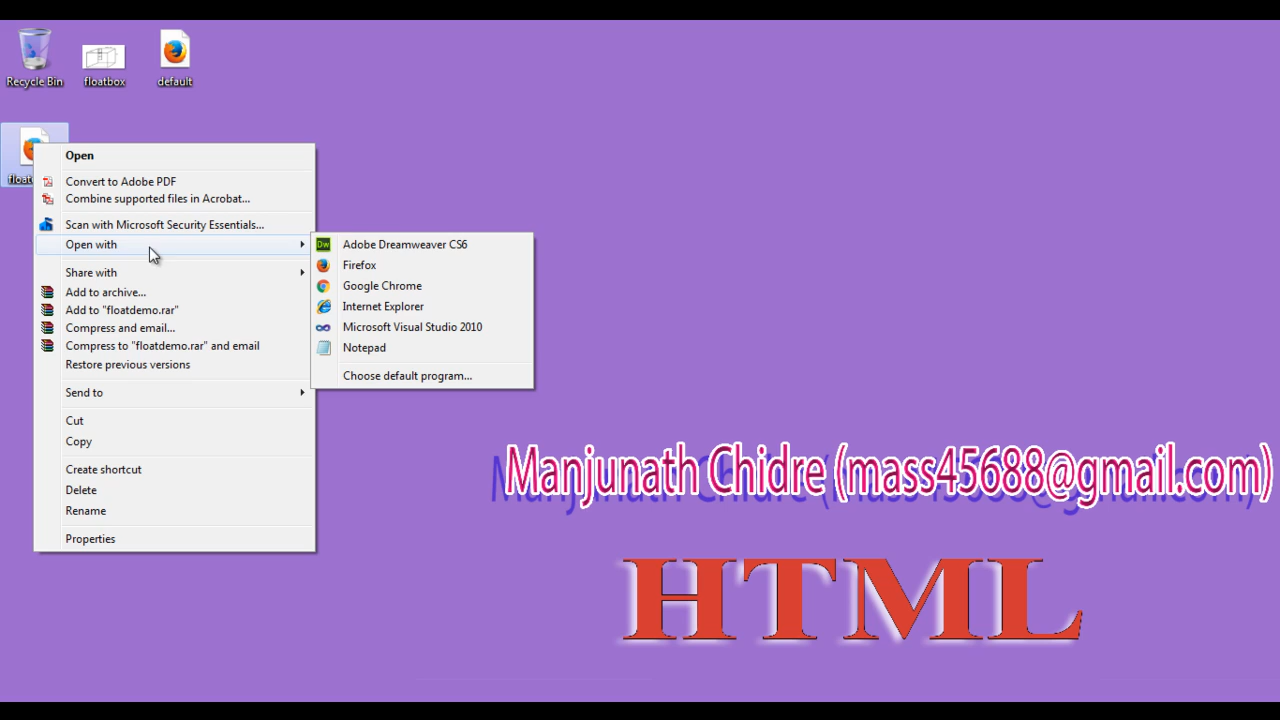 Recycle Bin
floatbox
default
Open
Convert to Adobe PDF
Combine supported files in Acrobat...
Scan with Microsoft Security Essentials...
Open with
Share with
Add to archive...
Add to "floatdemo.rar"
Compress and email...
Compress to "floatdemo.rar" and email
Restore previous versions
Send to
Cut
Copy
Create shortcut
Delete
Rename
Properties
Dw Adobe Dreamweaver CS6
Firefox
Google Chrome
Internet Explorer
Microsoft Visual Studio 2010
Notepad
Choose default program...
Manjunath Chidre (mass45688@gmail.com)
HTML